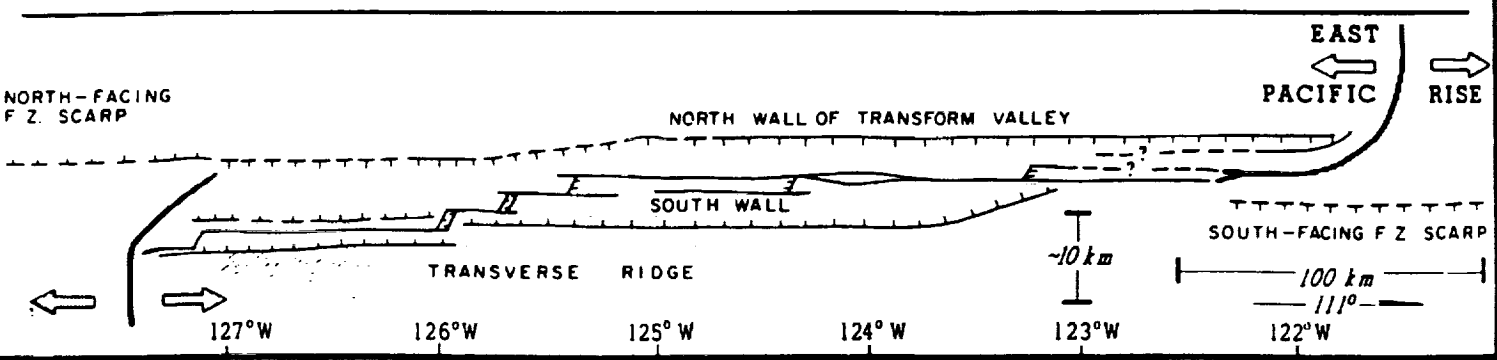 EAST
PACIFIC RISE
NORTH-FACING
F Z. SCARP
NORTH WALL OF TRANSFORM VALLEY
?
?
SOUTH WALL
SOUTH-FACING F Z SCARP
TRANSVERSE RIDGE
~10 km
100 km
111°
127°W 126°W 125°W 124°W 123°W 122°W